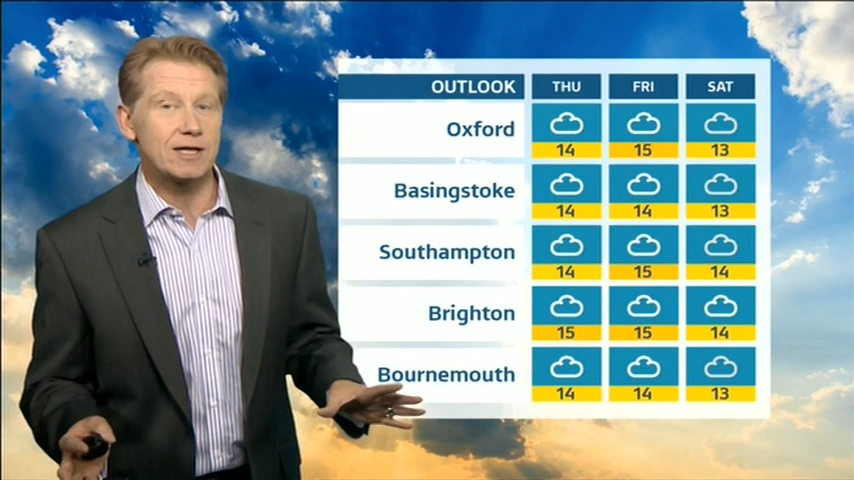 OUTLOOK THU FRI SAT
Oxford 14 15 13
Basingstoke 14 14 13
Southampton 14 15 14
Brighton 15 15 14
Bournemouth 14 14 13